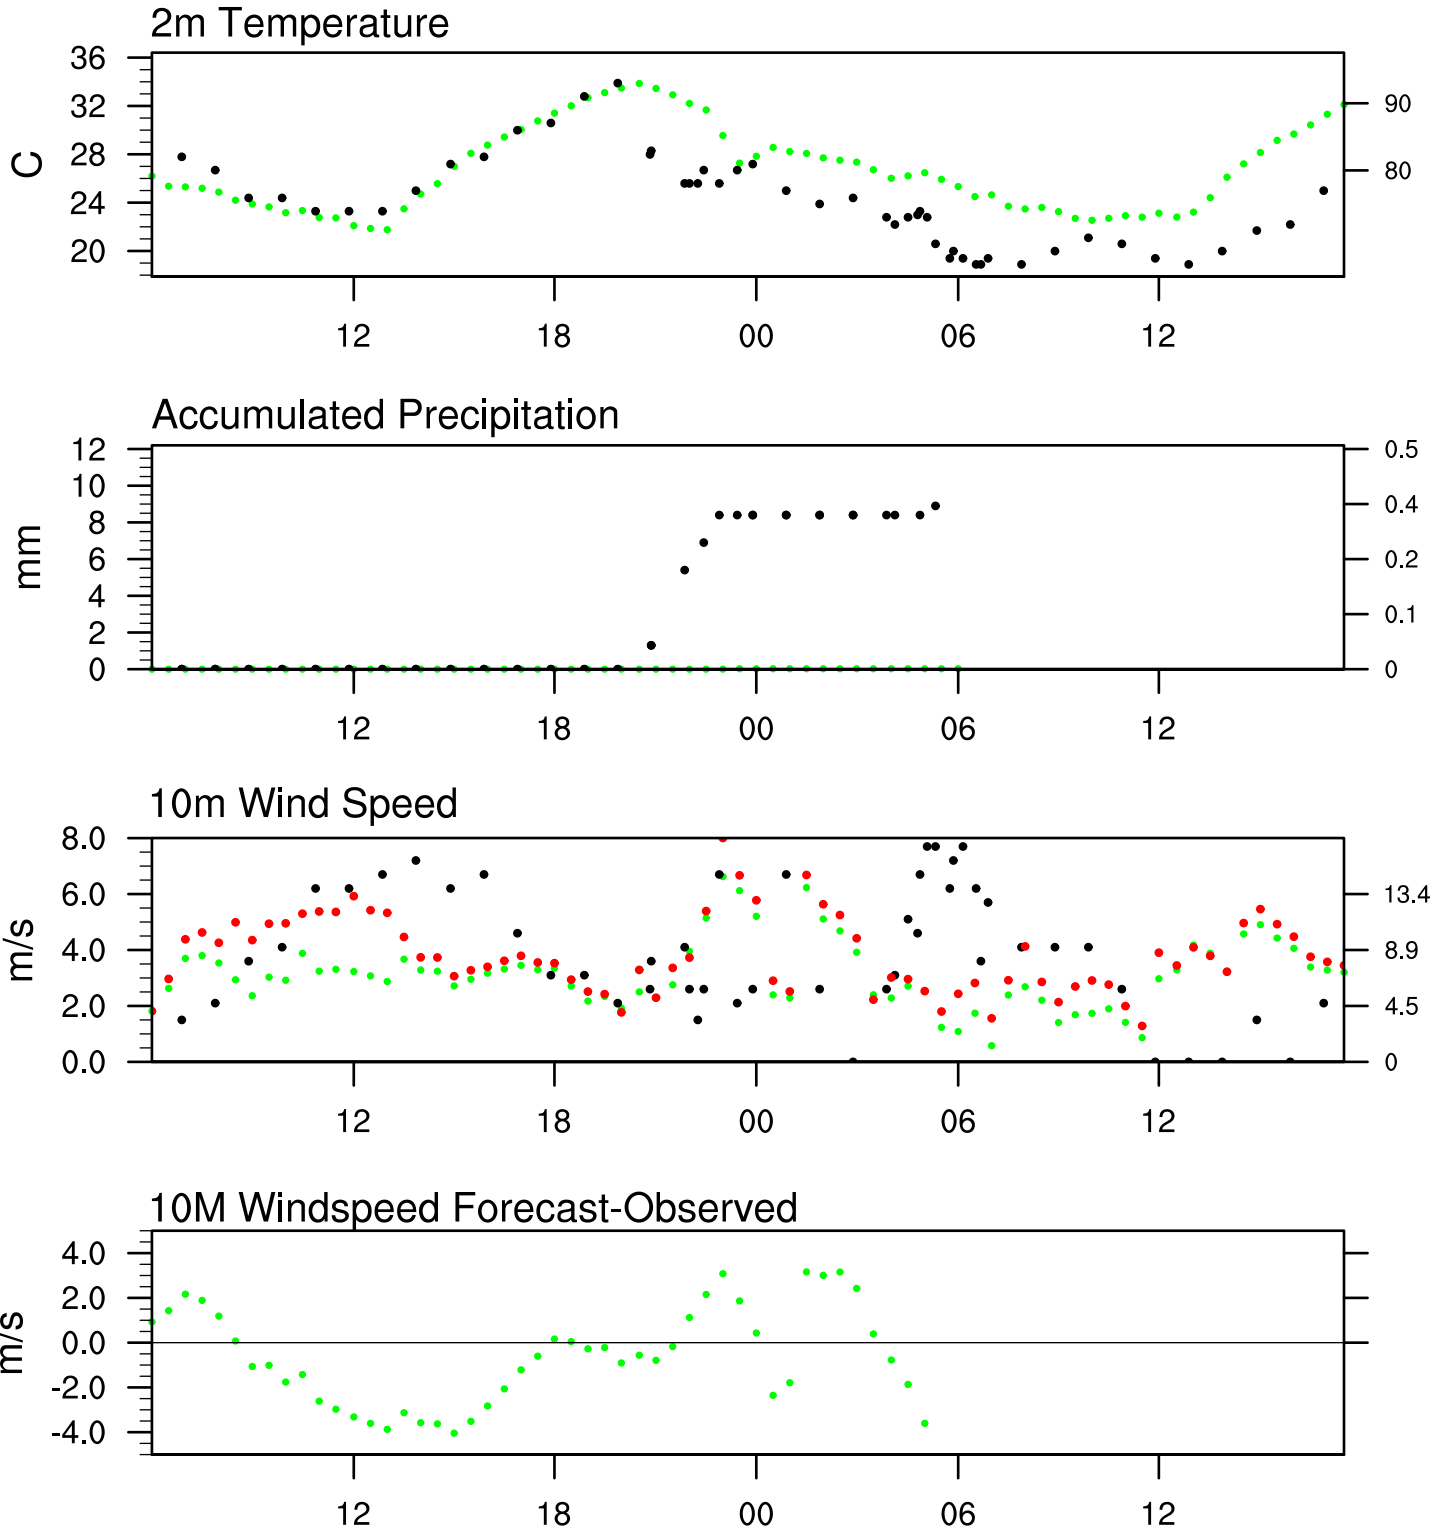 2m Temperature
36
32
28
24
20
C
90
80
12 18 00 06 12
Accumulated Precipitation
12
10
8
6
4
2
0
mm
0.5
0.4
0.2
0.1
0
12 18 00 06 12
10m Wind Speed
8.0
6.0
4.0
2.0
0.0
m/s
13.4
8.9
4.5
0
12 18 00 06 12
10M Windspeed Forecast-Observed
4.0
2.0
0.0
-2.0
-4.0
m/s
12 18 00 06 12